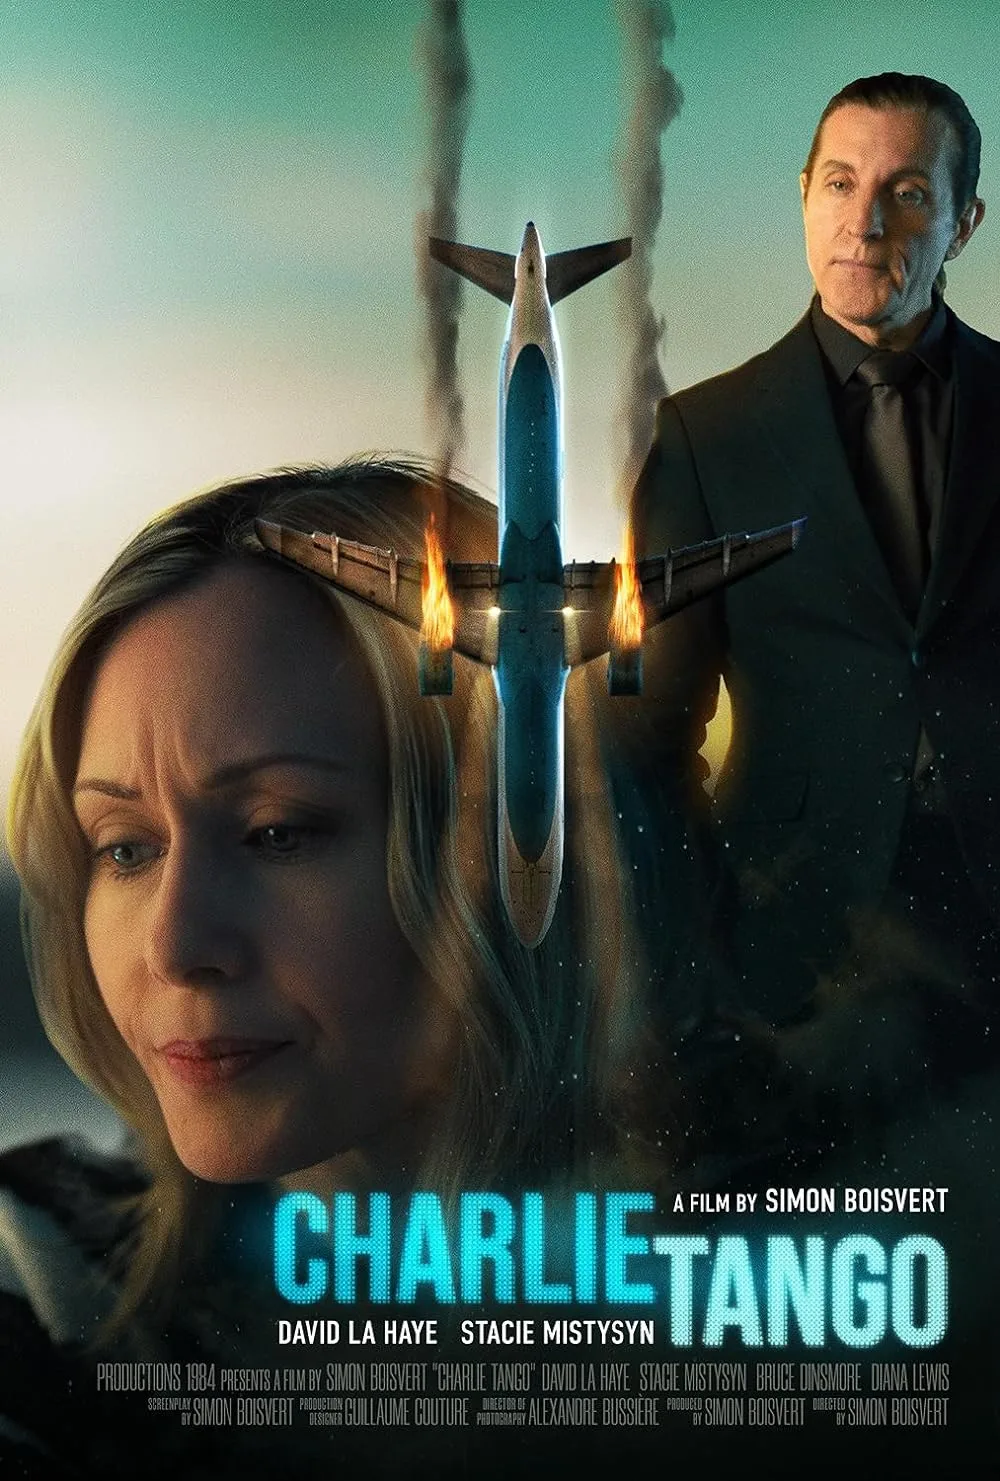 A FILM BY SIMON BOISVERT
CHARLIE
TANGO
DAVID LA HAYE STACIE MISTYSYN
PRODUCTIONS 1984 PRESENTS A FILM BY SIMON BOISVERT "CHARLIE TANGO" DAVID LA HAYE STACIE MISTYSYN BRUCE DINSMORE DIANA LEWIS
SCREENPLAY BY SIMON BOISVERT PRODUCTION DESIGNER GUILLAUME COUTURE DIRECTOR OF PHOTOGRAPHY ALEXANDRE BUSSIÈRE PRODUCED BY SIMON BOISVERT DIRECTED BY SIMON BOISVERT